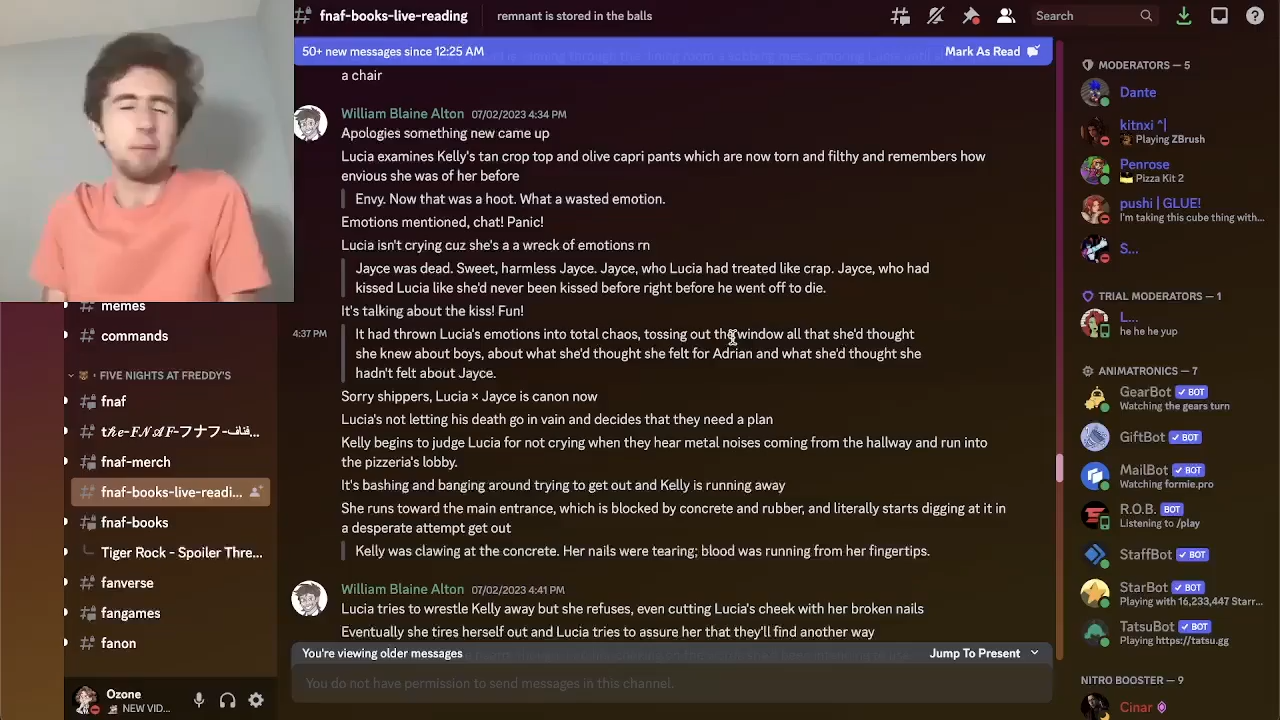 fnaf-books-live-reading
remnant is stored in the balls
Search
50+ new messages since 12:25 AM
Mark As Read
a chair
William Blaine Alton 07/02/2023 4:34 PM
Apologies something new came up
Lucia examines Kelly's tan crop top and olive capri pants which are now torn and filthy and remembers how
envious she was of her before
Envy. Now that was a hoot. What a wasted emotion.
Emotions mentioned, chat! Panic!
Lucia isn't crying cuz she's a a wreck of emotions rn
Jayce was dead. Sweet, harmless Jayce. Jayce, who Lucia had treated like crap. Jayce, who had
kissed Lucia like she'd never been kissed before right before he went off to die.
It's talking about the kiss! Fun!
4:37 PM
It had thrown Lucia's emotions into total chaos, tossing out the window all that she'd thought
she knew about boys, about what she'd thought she felt for Adrian and what she'd thought she
hadn't felt about Jayce.
Sorry shippers, Lucia × Jayce is canon now
Lucia's not letting his death go in vain and decides that they need a plan
Kelly begins to judge Lucia for not crying when they hear metal noises coming from the hallway and run into
the pizzeria's lobby.
It's bashing and banging around trying to get out and Kelly is running away
She runs toward the main entrance, which is blocked by concrete and rubber, and literally starts digging at it in
a desperate attempt get out
Kelly was clawing at the concrete. Her nails were tearing; blood was running from her fingertips.
William Blaine Alton 07/02/2023 4:41 PM
Lucia tries to wrestle Kelly away but she refuses, even cutting Lucia's cheek with her broken nails
Eventually she tires herself out and Lucia tries to assure her that they'll find another way
You're viewing older messages
Jump To Present
You do not have permission to send messages in this channel.
memes
commands
FIVE NIGHTS AT FREDDY'S
fnaf
fnaf-merch
fnaf-books-live-readi...
fnaf-books
Tiger Rock - Spoiler Thre...
fanverse
fangames
fanon
Ozone
NEW VID...
MODERATORS — 5
Dante
kitnxi ^|
Playing ZBrush
Penrose
Pizza Kit 2
pushi | GLUE!
I'm taking this cube thing with...
S...
TRIAL MODERATORS — 1
L...
he he he yup
ANIMATRONICS — 7
GearBot BOT
Watching the gears turn
GiftBot BOT
MailBot BOT
Watching formie.pro
R.O.B. BOT
Listening to /play
StaffBot BOT
StarBot BOT
Playing with 16,233,447 Starr...
TatsuBot BOT
Playing https://tatsu.gg
NITRO BOOSTER — 9
Cinar